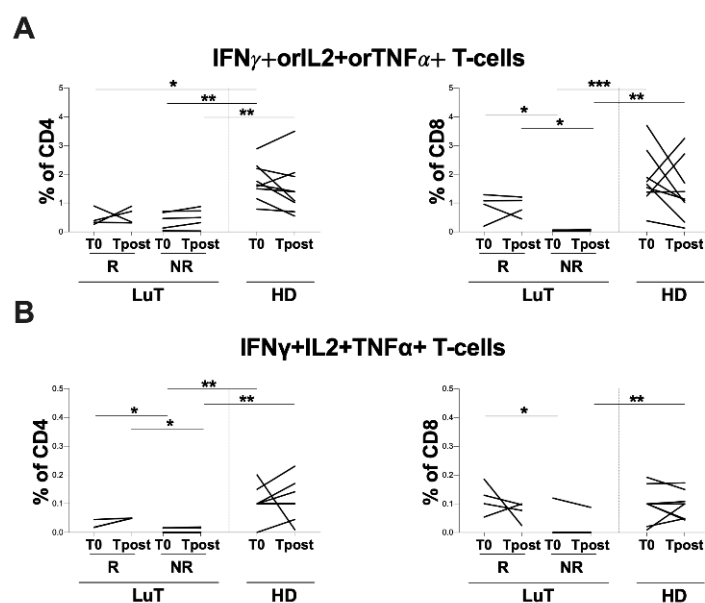 A
IFNγ+orIL2+orTNFα+ T-cells
% of CD4
5
4
3
2
1
0
*
**
**
T0 Tpost T0 Tpost T0 Tpost
R NR
LuT HD
% of CD8
5
4
3
2
1
0
***
**
*
*
T0 Tpost T0 Tpost T0 Tpost
R NR
LuT HD
B
IFNγ+IL2+TNFα+ T-cells
% of CD4
0.5
0.4
0.3
0.2
0.1
0.0
**
**
*
*
T0 Tpost T0 Tpost T0 Tpost
R NR
LuT HD
% of CD8
0.5
0.4
0.3
0.2
0.1
0.0
*
**
T0 Tpost T0 Tpost T0 Tpost
R NR
LuT HD